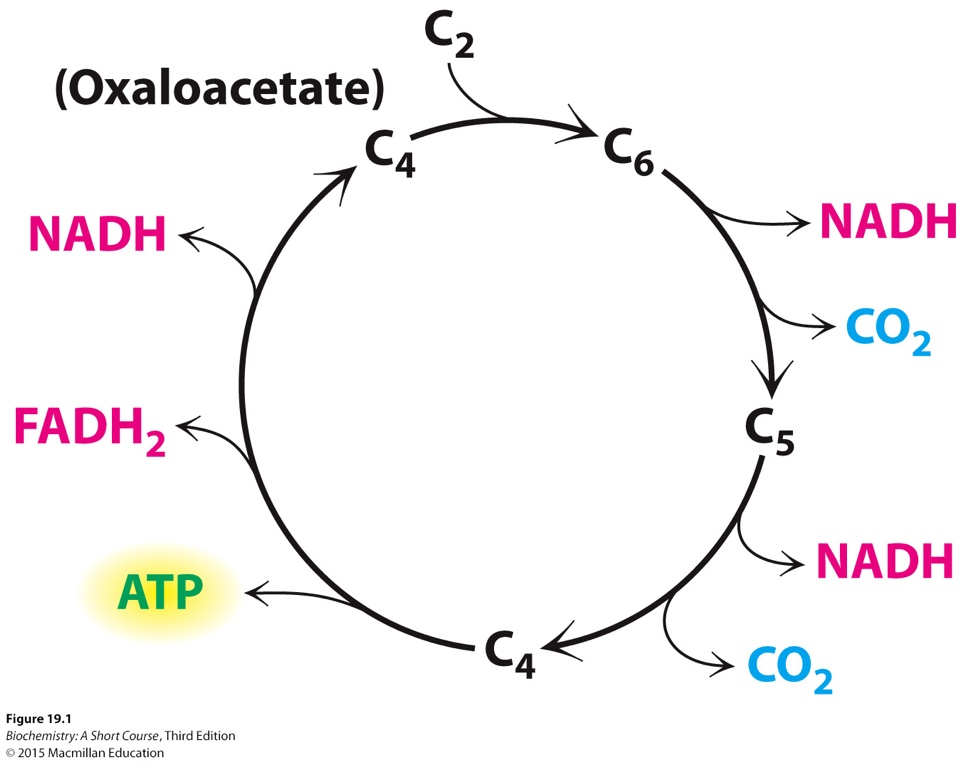 C₂
(Oxaloacetate)
C₄
C₆
NADH
NADH
CO₂
FADH₂
C₅
ATP
NADH
C₄
CO₂
Figure 19.1
Biochemistry: A Short Course, Third Edition
© 2015 Macmillan Education